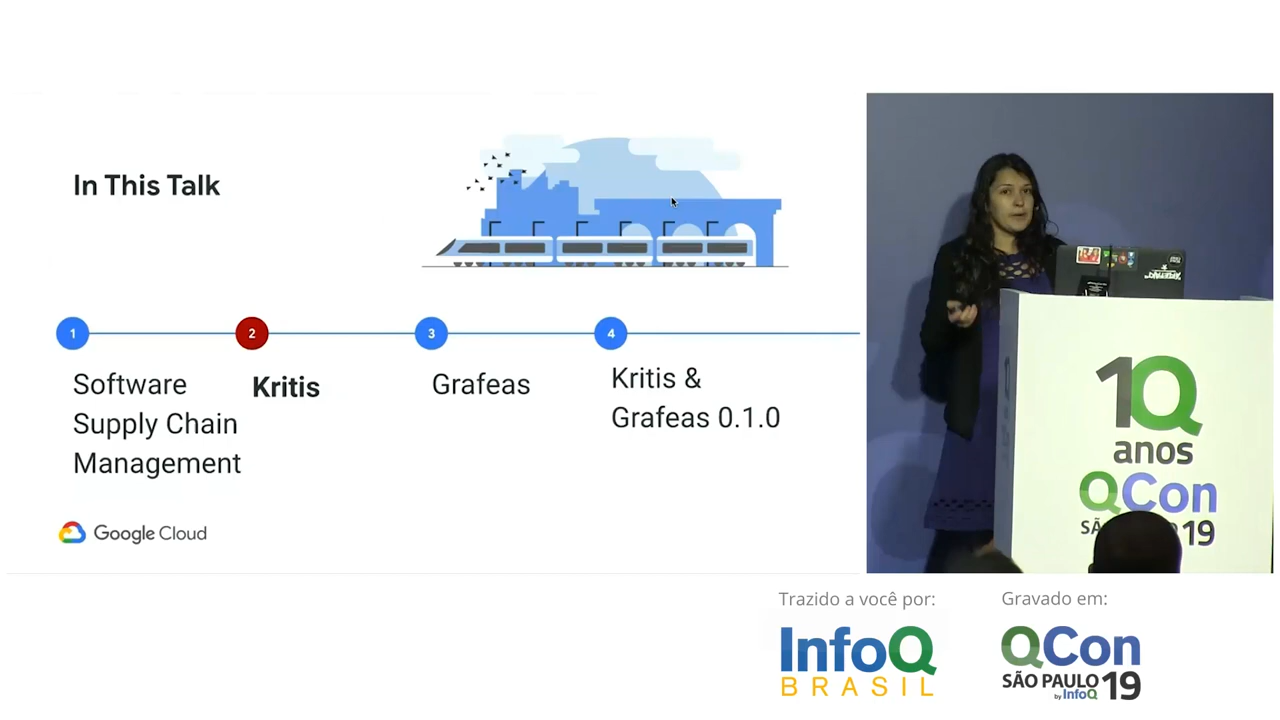 In This Talk
1
2
3
4
Software
Supply Chain
Management
Kritis
Grafeas
Kritis &
Grafeas 0.1.0
Google Cloud
10
anos
QCon
19
Trazido a você por:
InfoQ
BRASIL
Gravado em:
QCon
SÃO PAULO 19
by InfoQ